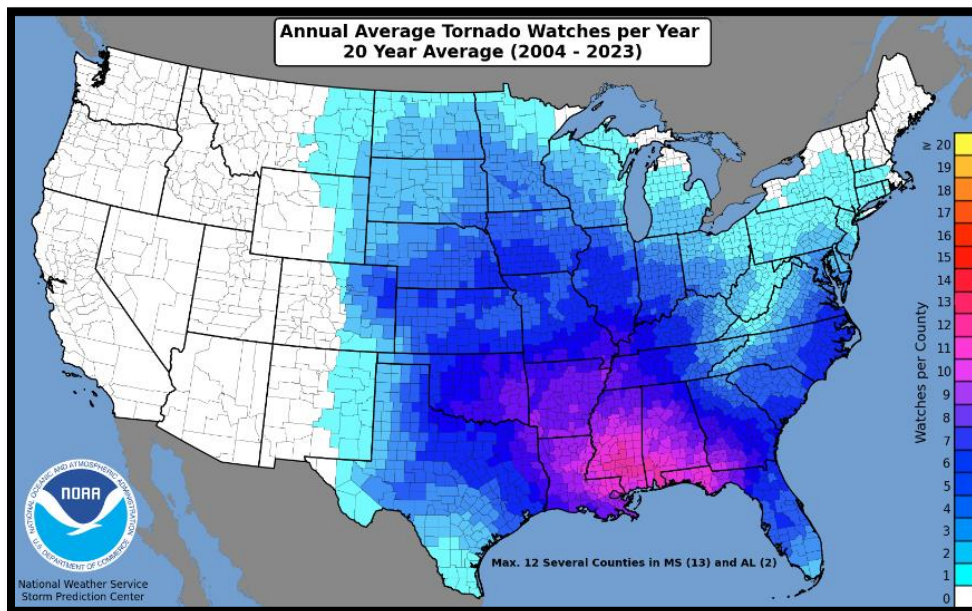 Annual Average Tornado Watches per Year
20 Year Average (2004 - 2023)
≥ 20
19
18
17
16
15
14
13
12
11
10
9
8
7
6
5
4
3
2
1
0
Watches per County
NATIONAL OCEANIC AND ATMOSPHERIC ADMINISTRATION
NOAA
U.S. DEPARTMENT OF COMMERCE
National Weather Service
Storm Prediction Center
Max. 12 Several Counties in MS (13) and AL (2)